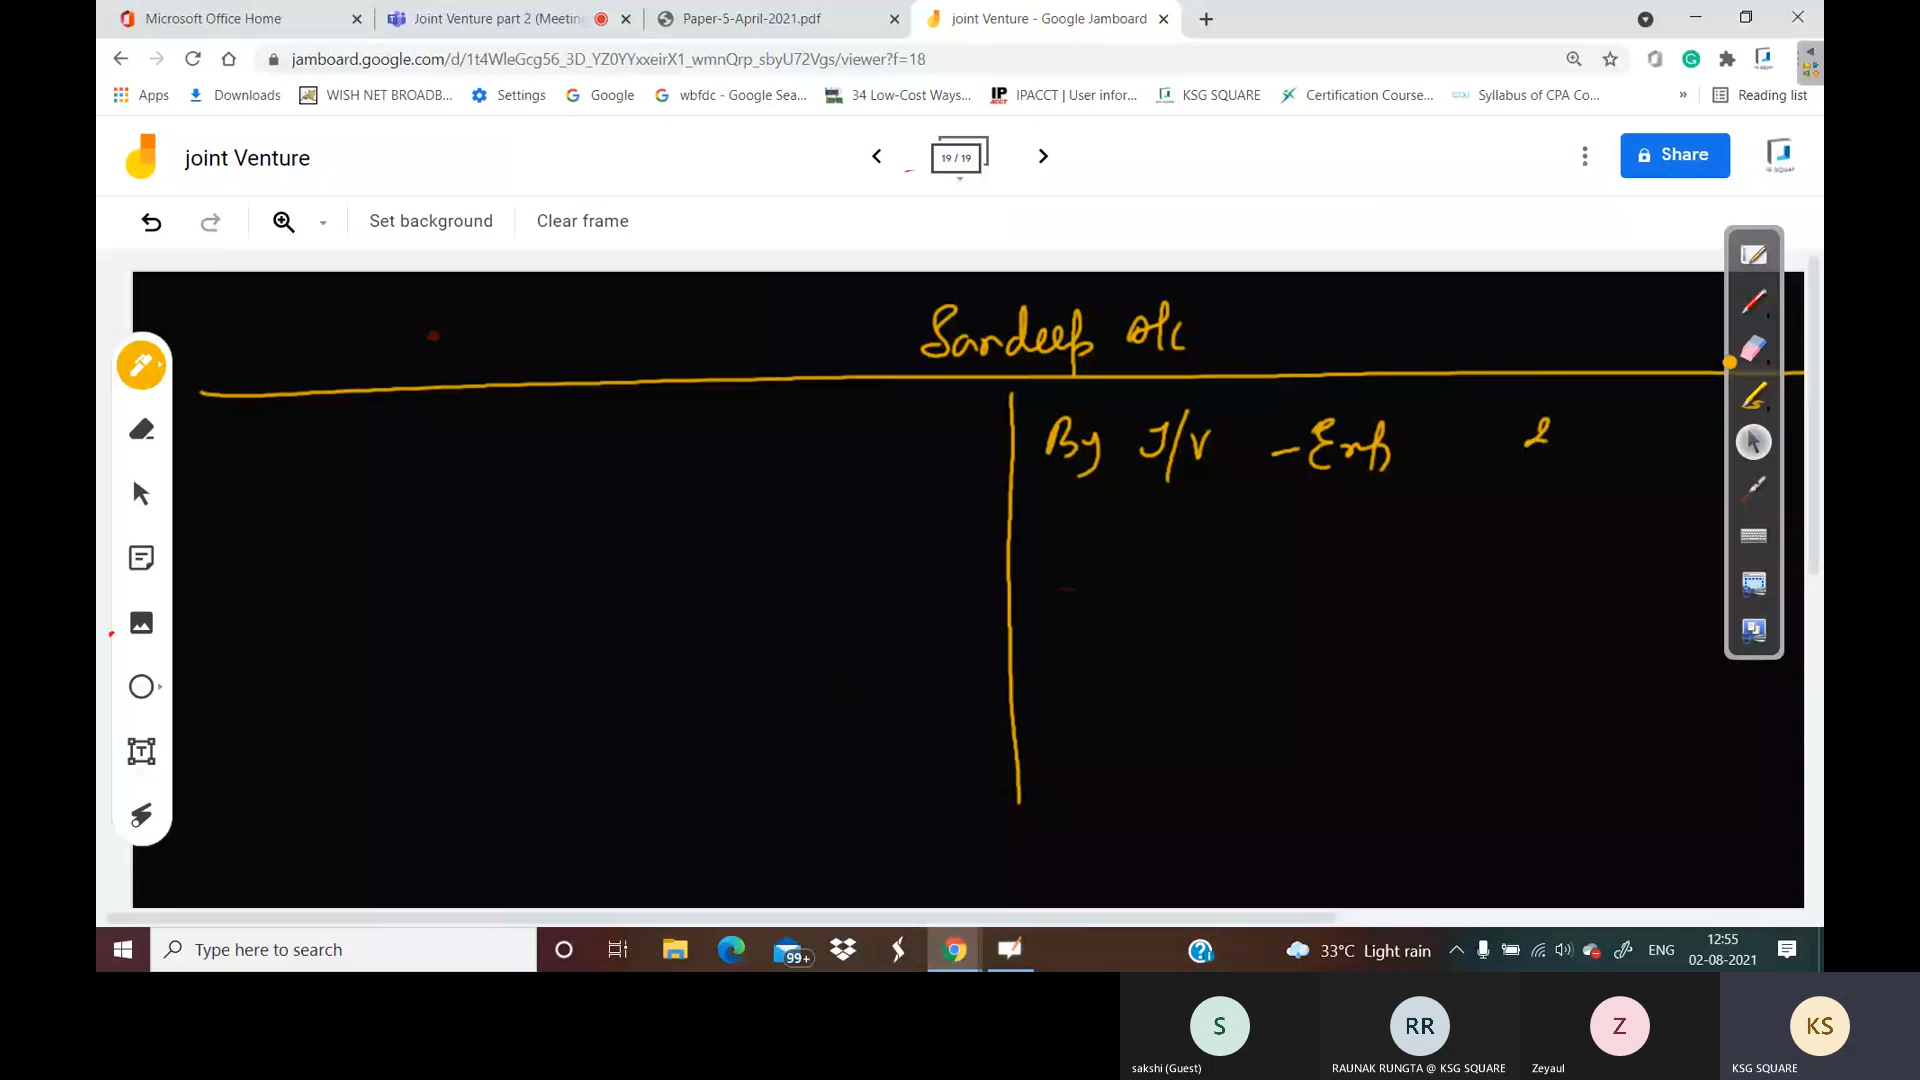 Microsoft Office Home
Joint Venture part 2 (Meetin
Paper-5-April-2021.pdf
joint Venture - Google Jamboard
jamboard.google.com/d/1t4WleGcg56_3D_YZ0YYxxeirX1_wmnQrp_sbyU72Vgs/viewer?f=18
Apps
Downloads
WISH NET BROADB...
Settings
Google
wbfdc - Google Sea...
34 Low-Cost Ways...
IP ACCT
IPACCT | User infor...
KSG SQUARE
Certification Course...
Syllabus of CPA Co...
»
Reading list
joint Venture
19 / 19
Share
Set background
Clear frame
Sandeep A/c
By J/V - Exp 2
Type here to search
99+
33°C Light rain
ENG
12:55
02-08-2021
S
RR
Z
KS
sakshi (Guest)
RAUNAK RUNGTA @ KSG SQUARE
Zeyaul
KSG SQUARE